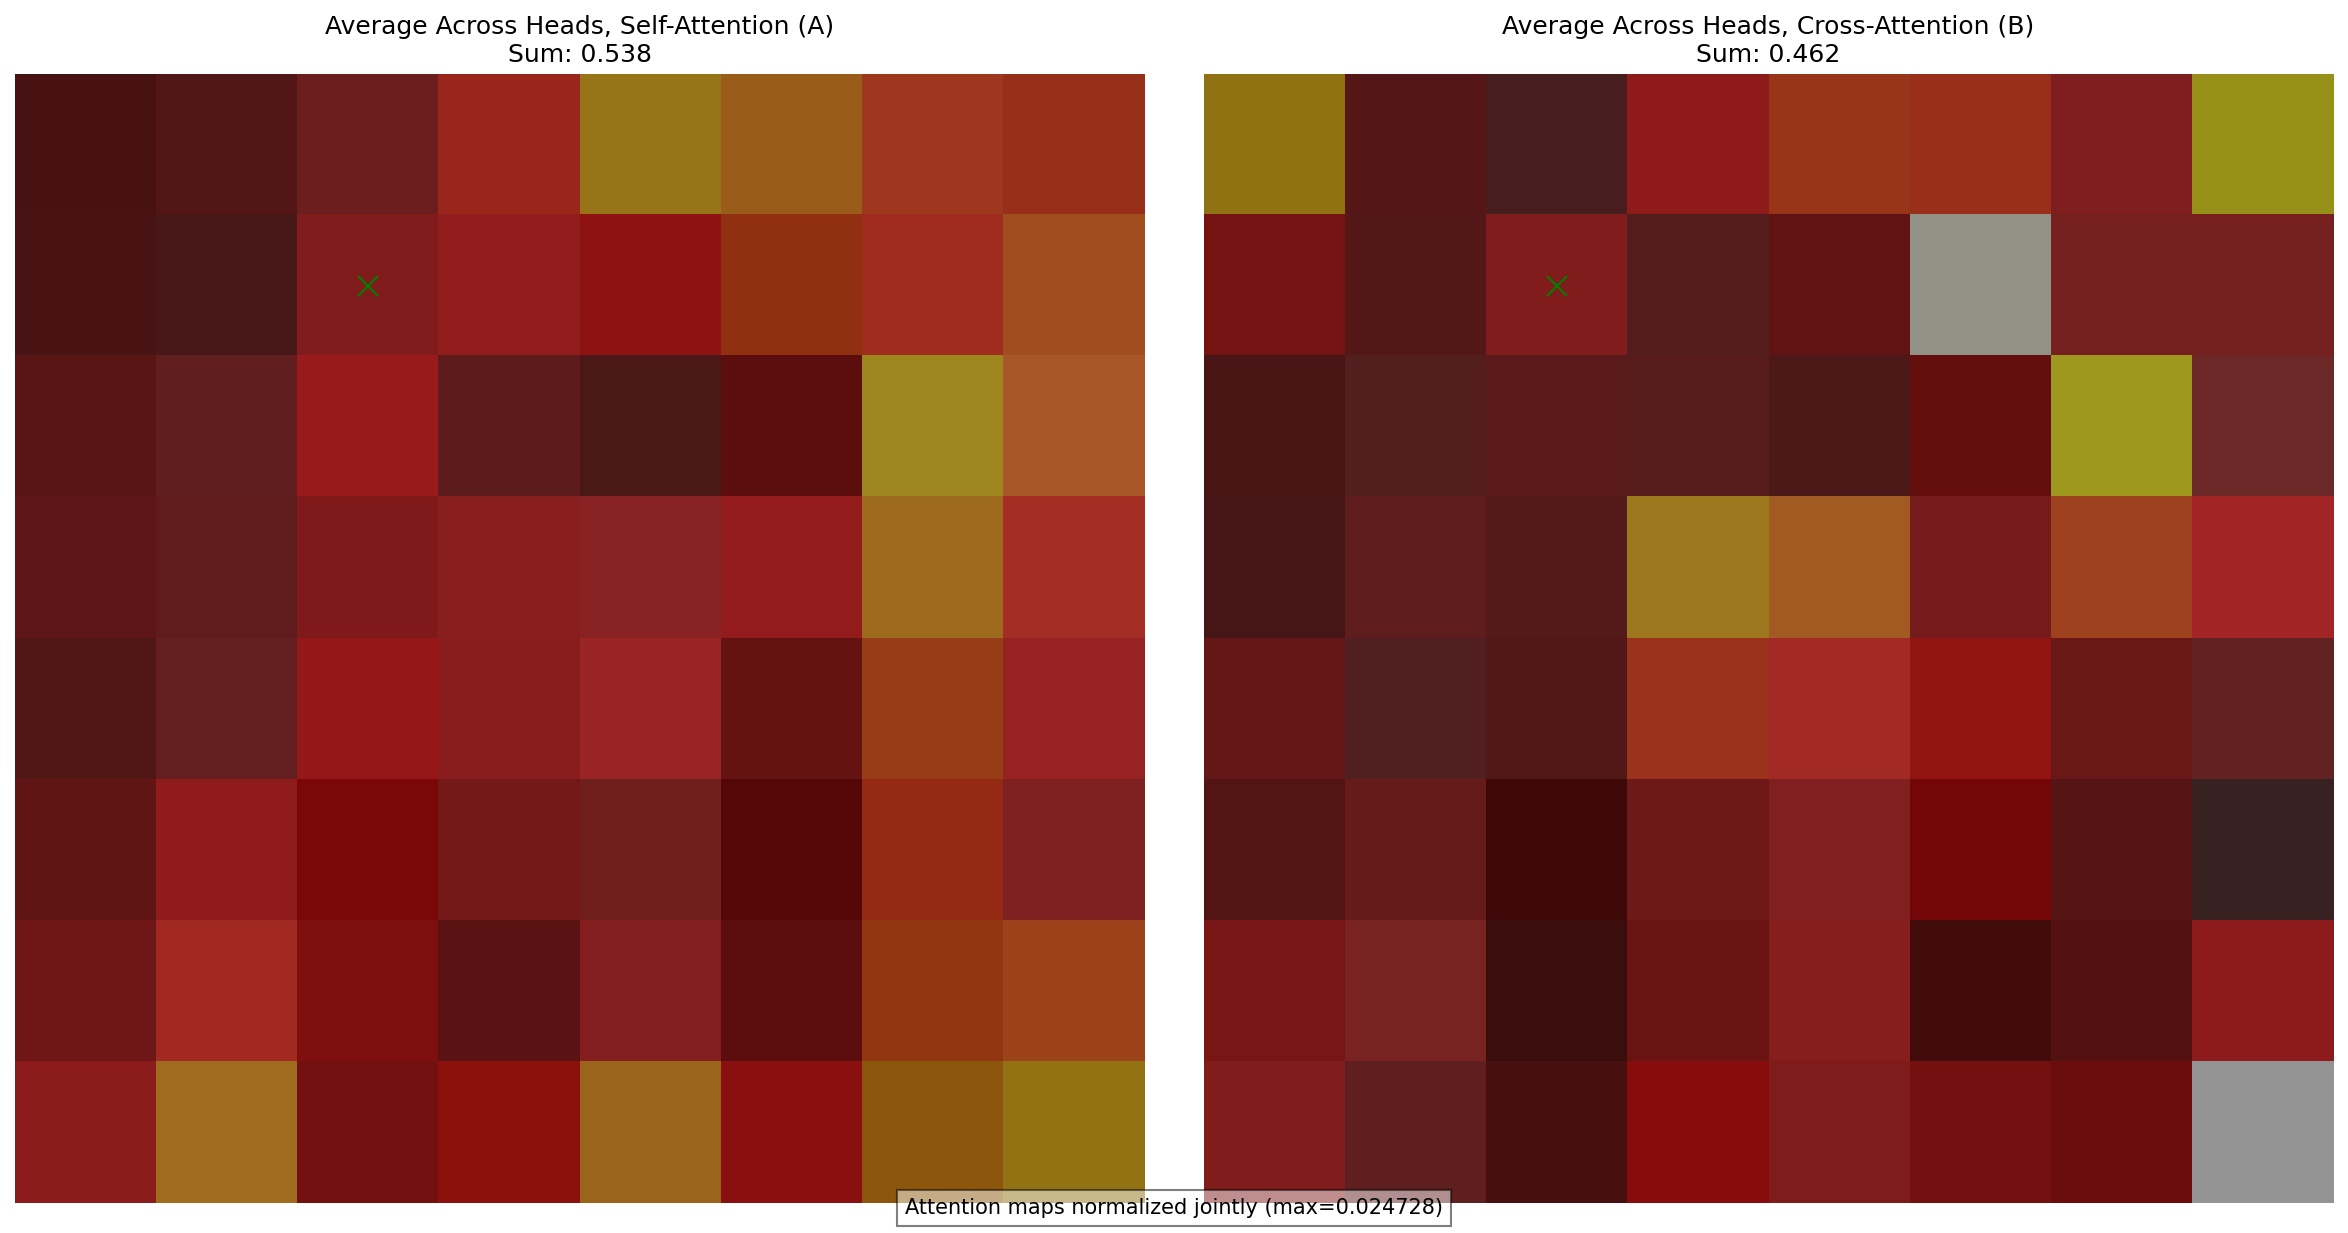 Average Across Heads, Self-Attention (A)
Sum: 0.538
Average Across Heads, Cross-Attention (B)
Sum: 0.462
Attention maps normalized jointly (max=0.024728)